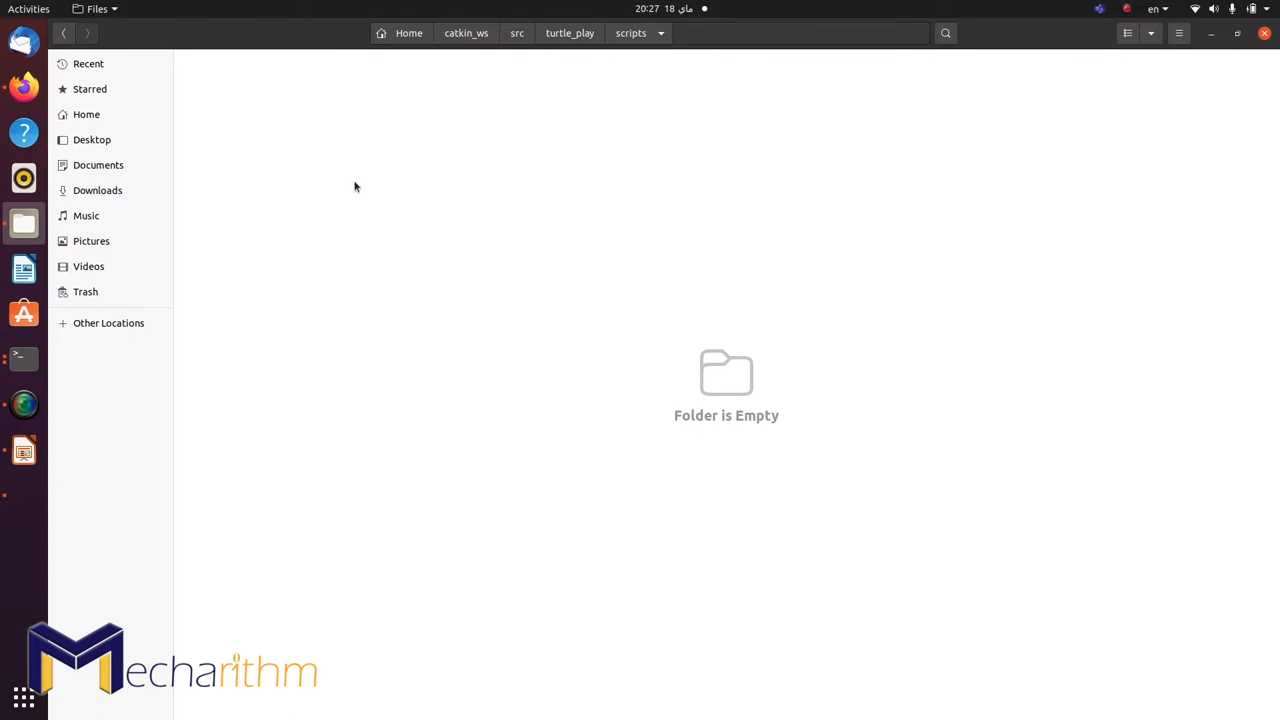 Activities Files 20:27 18 ماي en
Home catkin_ws src turtle_play scripts
Recent
Starred
Home
Desktop
Documents
Downloads
Music
Pictures
Videos
Trash
Other Locations
Folder is Empty
Mecharithm